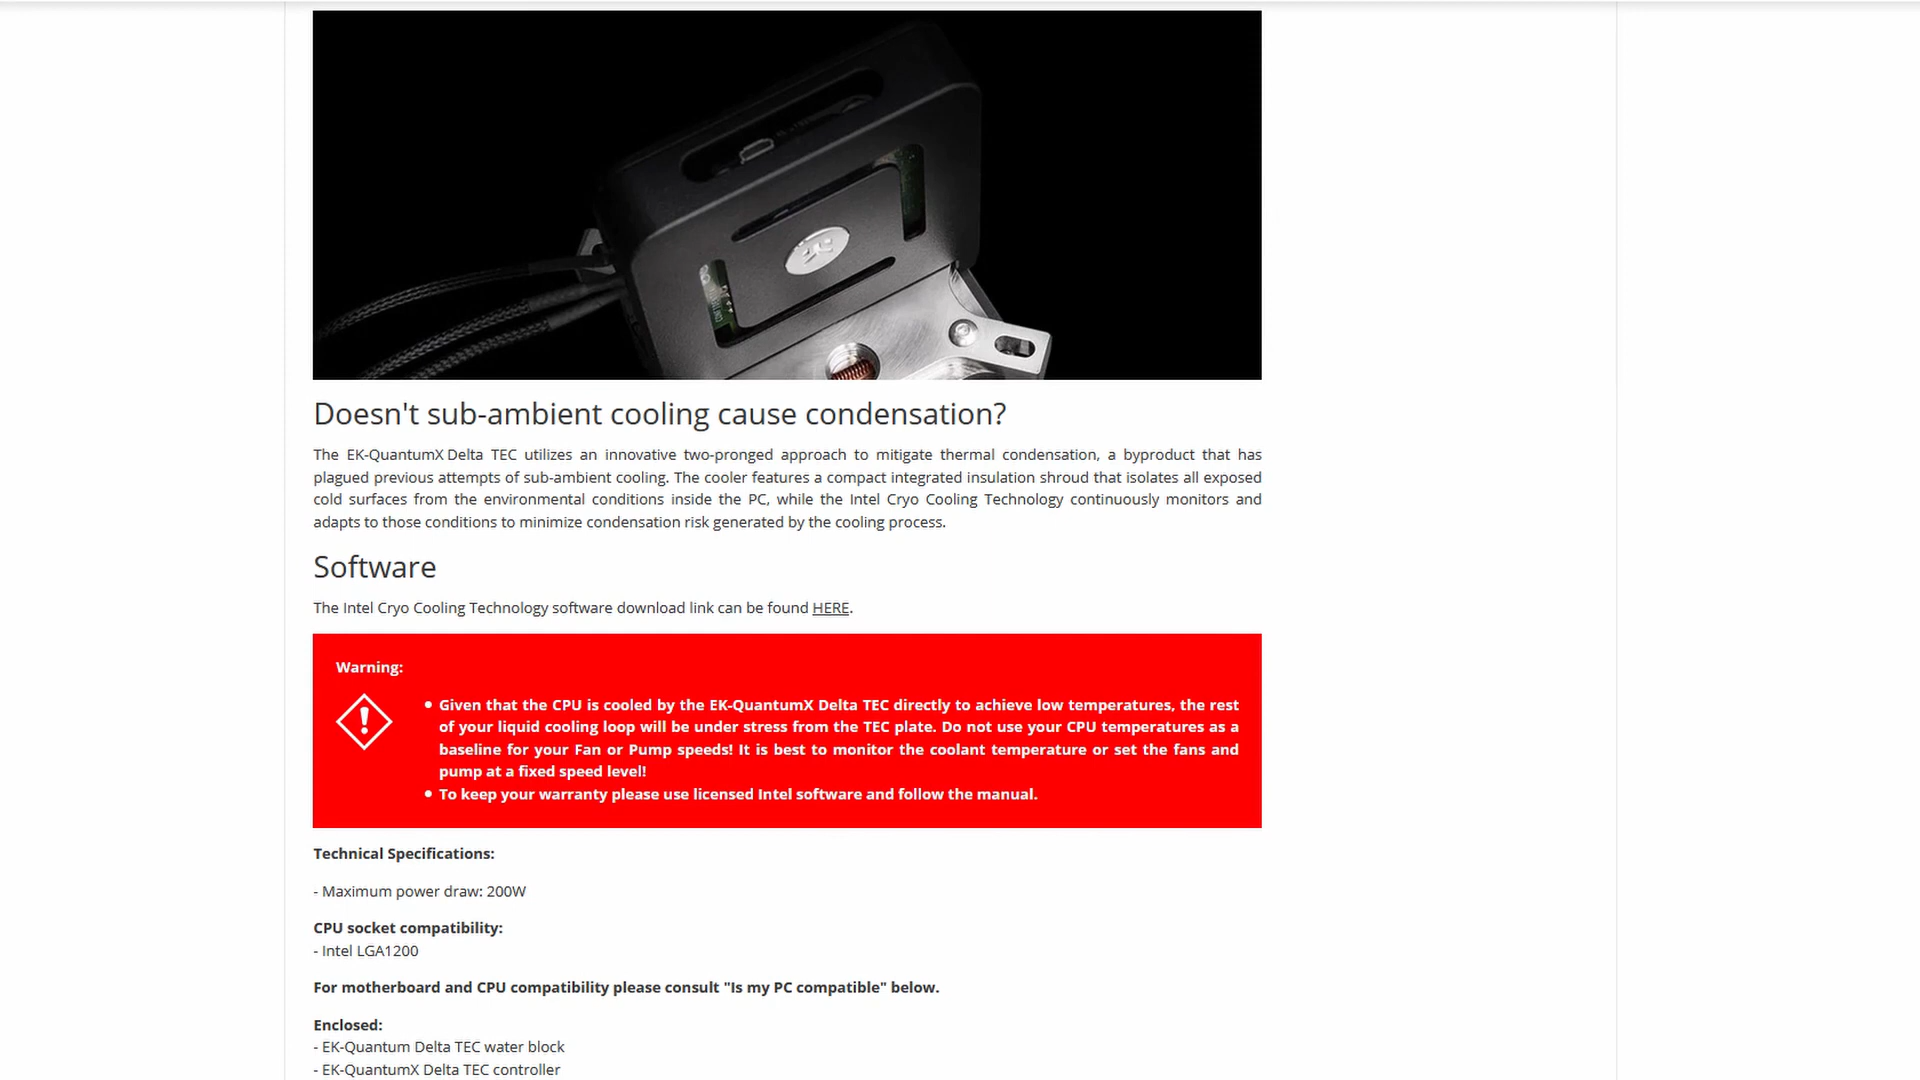 Doesn't sub-ambient cooling cause condensation?
The EK-QuantumX Delta TEC utilizes an innovative two-pronged approach to mitigate thermal condensation, a byproduct that has
plagued previous attempts of sub-ambient cooling. The cooler features a compact integrated insulation shroud that isolates all exposed
cold surfaces from the environmental conditions inside the PC, while the Intel Cryo Cooling Technology continuously monitors and
adapts to those conditions to minimize condensation risk generated by the cooling process.
Software
The Intel Cryo Cooling Technology software download link can be found HERE.
Warning:
• Given that the CPU is cooled by the EK-QuantumX Delta TEC directly to achieve low temperatures, the rest
of your liquid cooling loop will be under stress from the TEC plate. Do not use your CPU temperatures as a
baseline for your Fan or Pump speeds! It is best to monitor the coolant temperature or set the fans and
pump at a fixed speed level!
• To keep your warranty please use licensed Intel software and follow the manual.
Technical Specifications:
- Maximum power draw: 200W
CPU socket compatibility:
- Intel LGA1200
For motherboard and CPU compatibility please consult "Is my PC compatible" below.
Enclosed:
- EK-Quantum Delta TEC water block
- EK-QuantumX Delta TEC controller